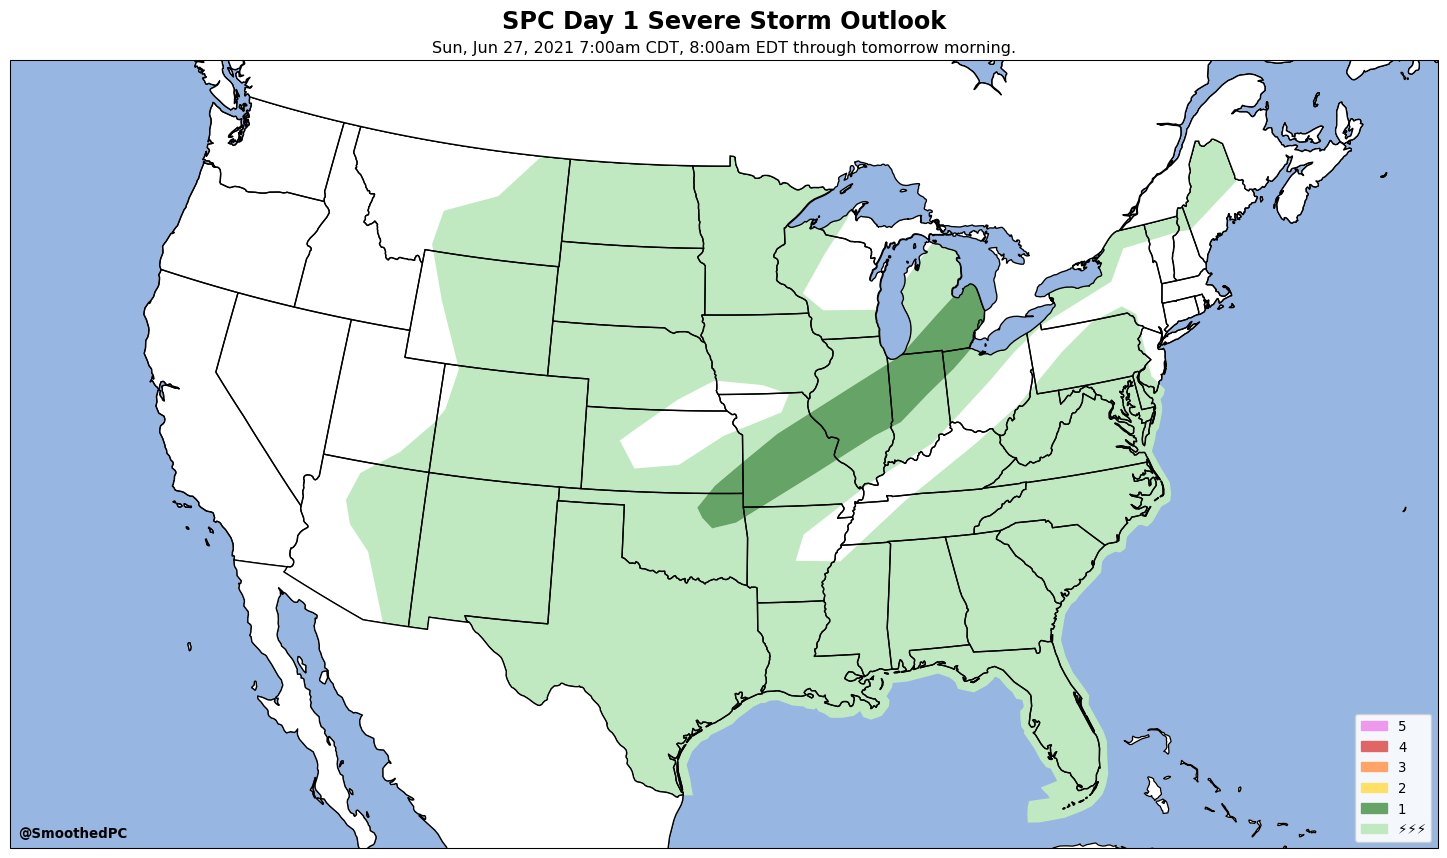 SPC Day 1 Severe Storm Outlook
Sun, Jun 27, 2021 7:00am CDT, 8:00am EDT through tomorrow morning.
5
4
3
2
1
⚡⚡⚡
@SmoothedPC